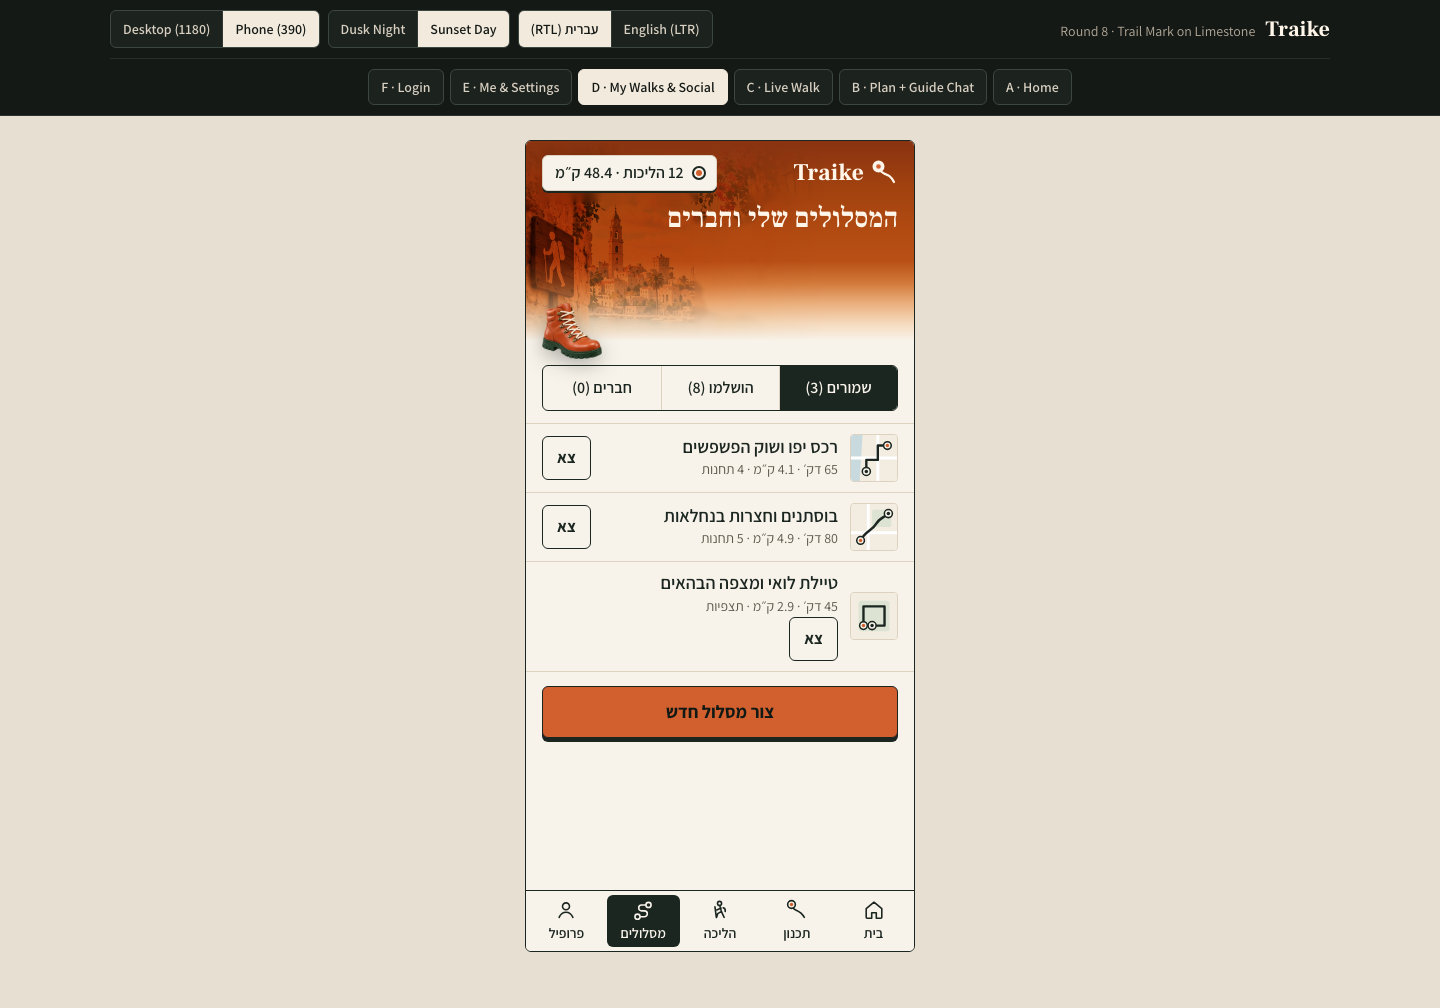 Traike Round 8 · Trail Mark on Limestone
English (LTR) עברית (RTL) Sunset Day Dusk Night Phone (390) Desktop (1180)
A · Home B · Plan + Guide Chat C · Live Walk D · My Walks & Social E · Me & Settings F · Login
Traike
12 הליכות · 48.4 ק״מ
המסלולים שלי וחברים
שמורים (3) הושלמו (8) חברים (0)
רכס יפו ושוק הפשפשים
65 דק׳ · 4.1 ק״מ · 4 תחנות
צא
בוסתנים וחצרות בנחלאות
80 דק׳ · 4.9 ק״מ · 5 תחנות
צא
טיילת לואי ומצפה הבהאים
45 דק׳ · 2.9 ק״מ · תצפיות
צא
צור מסלול חדש
בית תכנון הליכה מסלולים פרופיל